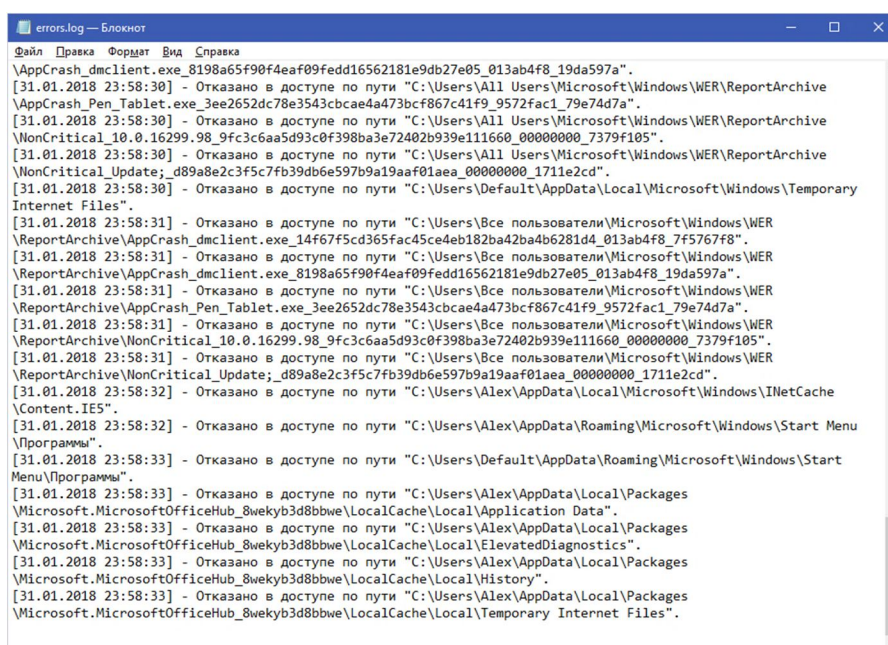 errors.log — Блокнот
Файл Правка Формат Вид Справка
\AppCrash_dmclient.exe_8198a65f90f4eaf09fedd16562181e9db27e05_013ab4f8_19da597a".
[31.01.2018 23:58:30] - Отказано в доступе по пути "C:\Users\All Users\Microsoft\Windows\WER\ReportArchive
\AppCrash_Pen_Tablet.exe_3ee2652dc78e3543cbcae4a473bcf867c41f9_9572fac1_79e74d7a".
[31.01.2018 23:58:30] - Отказано в доступе по пути "C:\Users\All Users\Microsoft\Windows\WER\ReportArchive
\NonCritical_10.0.16299.98_9fc3c6aa5d93c0f398ba3e72402b939e111660_00000000_7379f105".
[31.01.2018 23:58:30] - Отказано в доступе по пути "C:\Users\All Users\Microsoft\Windows\WER\ReportArchive
\NonCritical_Update;_d89a8e2c3f5c7fb39db6e597b9a19aaf01aea_00000000_1711e2cd".
[31.01.2018 23:58:30] - Отказано в доступе по пути "C:\Users\Default\AppData\Local\Microsoft\Windows\Temporary
Internet Files".
[31.01.2018 23:58:31] - Отказано в доступе по пути "C:\Users\Все пользователи\Microsoft\Windows\WER
\ReportArchive\AppCrash_dmclient.exe_14f67f5cd365fac45ce4eb182ba42ba4b6281d4_013ab4f8_7f5767f8".
[31.01.2018 23:58:31] - Отказано в доступе по пути "C:\Users\Все пользователи\Microsoft\Windows\WER
\ReportArchive\AppCrash_dmclient.exe_8198a65f90f4eaf09fedd16562181e9db27e05_013ab4f8_19da597a".
[31.01.2018 23:58:31] - Отказано в доступе по пути "C:\Users\Все пользователи\Microsoft\Windows\WER
\ReportArchive\AppCrash_Pen_Tablet.exe_3ee2652dc78e3543cbcae4a473bcf867c41f9_9572fac1_79e74d7a".
[31.01.2018 23:58:31] - Отказано в доступе по пути "C:\Users\Все пользователи\Microsoft\Windows\WER
\ReportArchive\NonCritical_10.0.16299.98_9fc3c6aa5d93c0f398ba3e72402b939e111660_00000000_7379f105".
[31.01.2018 23:58:31] - Отказано в доступе по пути "C:\Users\Все пользователи\Microsoft\Windows\WER
\ReportArchive\NonCritical_Update;_d89a8e2c3f5c7fb39db6e597b9a19aaf01aea_00000000_1711e2cd".
[31.01.2018 23:58:32] - Отказано в доступе по пути "C:\Users\Alex\AppData\Local\Microsoft\Windows\INetCache
\Content.IE5".
[31.01.2018 23:58:32] - Отказано в доступе по пути "C:\Users\Alex\AppData\Roaming\Microsoft\Windows\Start Menu
\Программы".
[31.01.2018 23:58:33] - Отказано в доступе по пути "C:\Users\Default\AppData\Roaming\Microsoft\Windows\Start
Menu\Программы".
[31.01.2018 23:58:33] - Отказано в доступе по пути "C:\Users\Alex\AppData\Local\Packages
\Microsoft.MicrosoftOfficeHub_8wekyb3d8bbwe\LocalCache\Local\Application Data".
[31.01.2018 23:58:33] - Отказано в доступе по пути "C:\Users\Alex\AppData\Local\Packages
\Microsoft.MicrosoftOfficeHub_8wekyb3d8bbwe\LocalCache\Local\ElevatedDiagnostics".
[31.01.2018 23:58:33] - Отказано в доступе по пути "C:\Users\Alex\AppData\Local\Packages
\Microsoft.MicrosoftOfficeHub_8wekyb3d8bbwe\LocalCache\Local\History".
[31.01.2018 23:58:33] - Отказано в доступе по пути "C:\Users\Alex\AppData\Local\Packages
\Microsoft.MicrosoftOfficeHub_8wekyb3d8bbwe\LocalCache\Local\Temporary Internet Files".